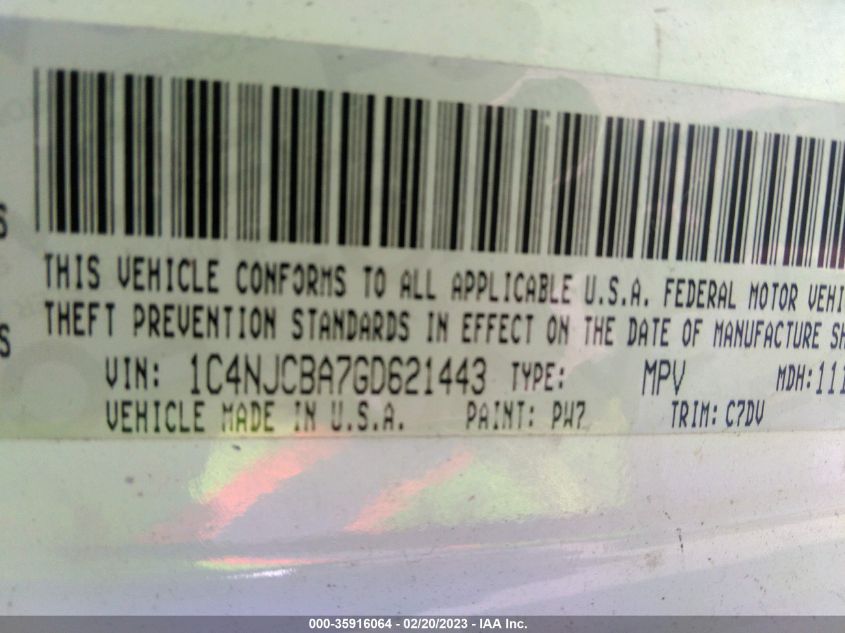 THIS VEHICLE CONFORMS TO ALL APPLICABLE U.S.A. FEDERAL MOTOR VEHI
THEFT PREVENTION STANDARDS IN EFFECT ON THE DATE OF MANUFACTURE SH
S
S
VIN: 1C4NJCBA7GD621443 TYPE: MPV MDH:111
VEHICLE MADE IN U.S.A. PAINT: PW7 TRIM: C7DV
000-35916064 - 02/20/2023 - IAA Inc.